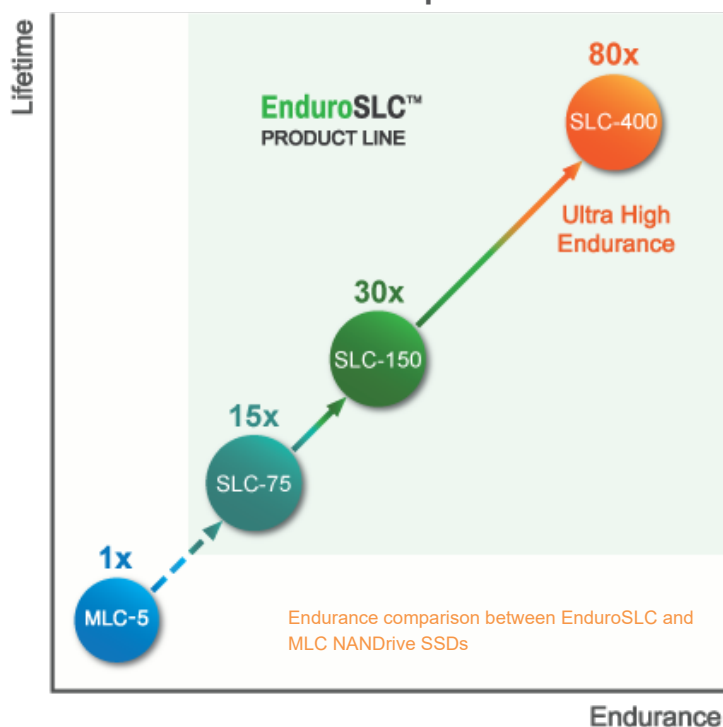 Lifetime
80x
EnduroSLC™
PRODUCT LINE
SLC-400
Ultra High
Endurance
30x
SLC-150
15x
SLC-75
1x
MLC-5
Endurance comparison between EnduroSLC and
MLC NANDrive SSDs
Endurance